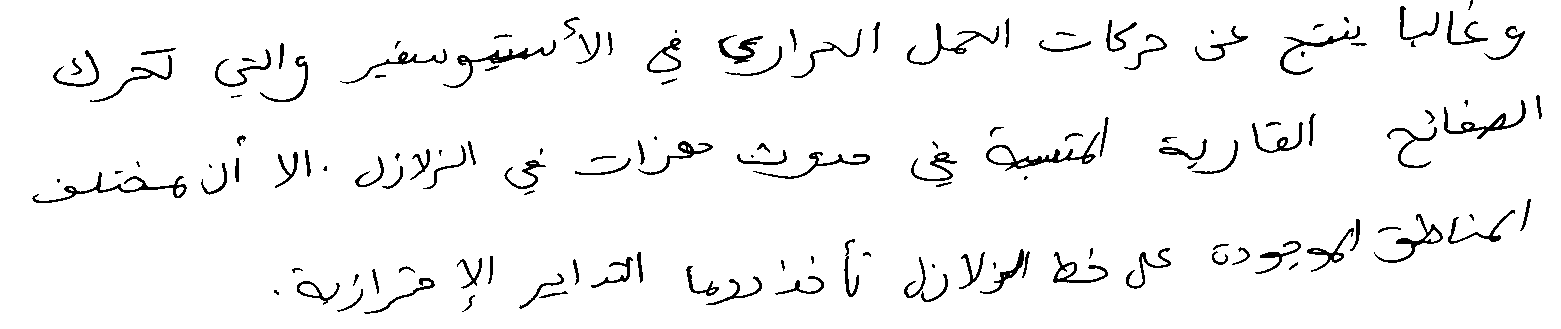 وغالبا ينتج عن حركات الحمل الحراري في الأستيوسفير والتي تحرك
الصفائح القارية المتسببة في حدوث هزات في الزلازل . الا أن مختلف
المناطق الموجودة على خط الزلازل تأخذ دوما التدابير الإحترازية .